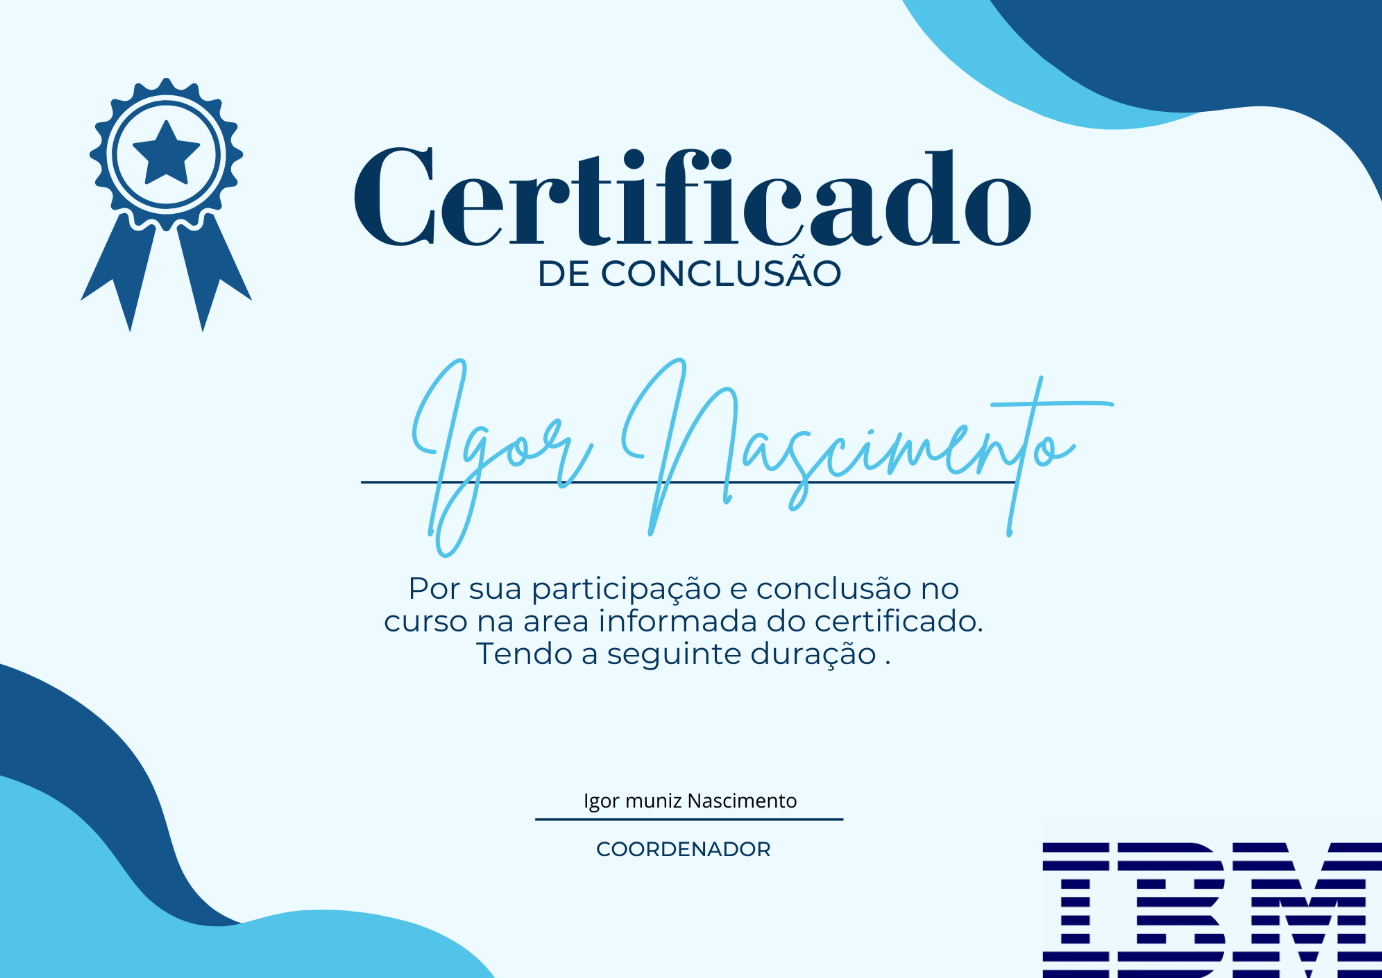 Certificado
DE CONCLUSÃO
Igor Nascimento
Por sua participação e conclusão no
curso na area informada do certificado.
Tendo a seguinte duração .
Igor muniz Nascimento
COORDENADOR
IBM